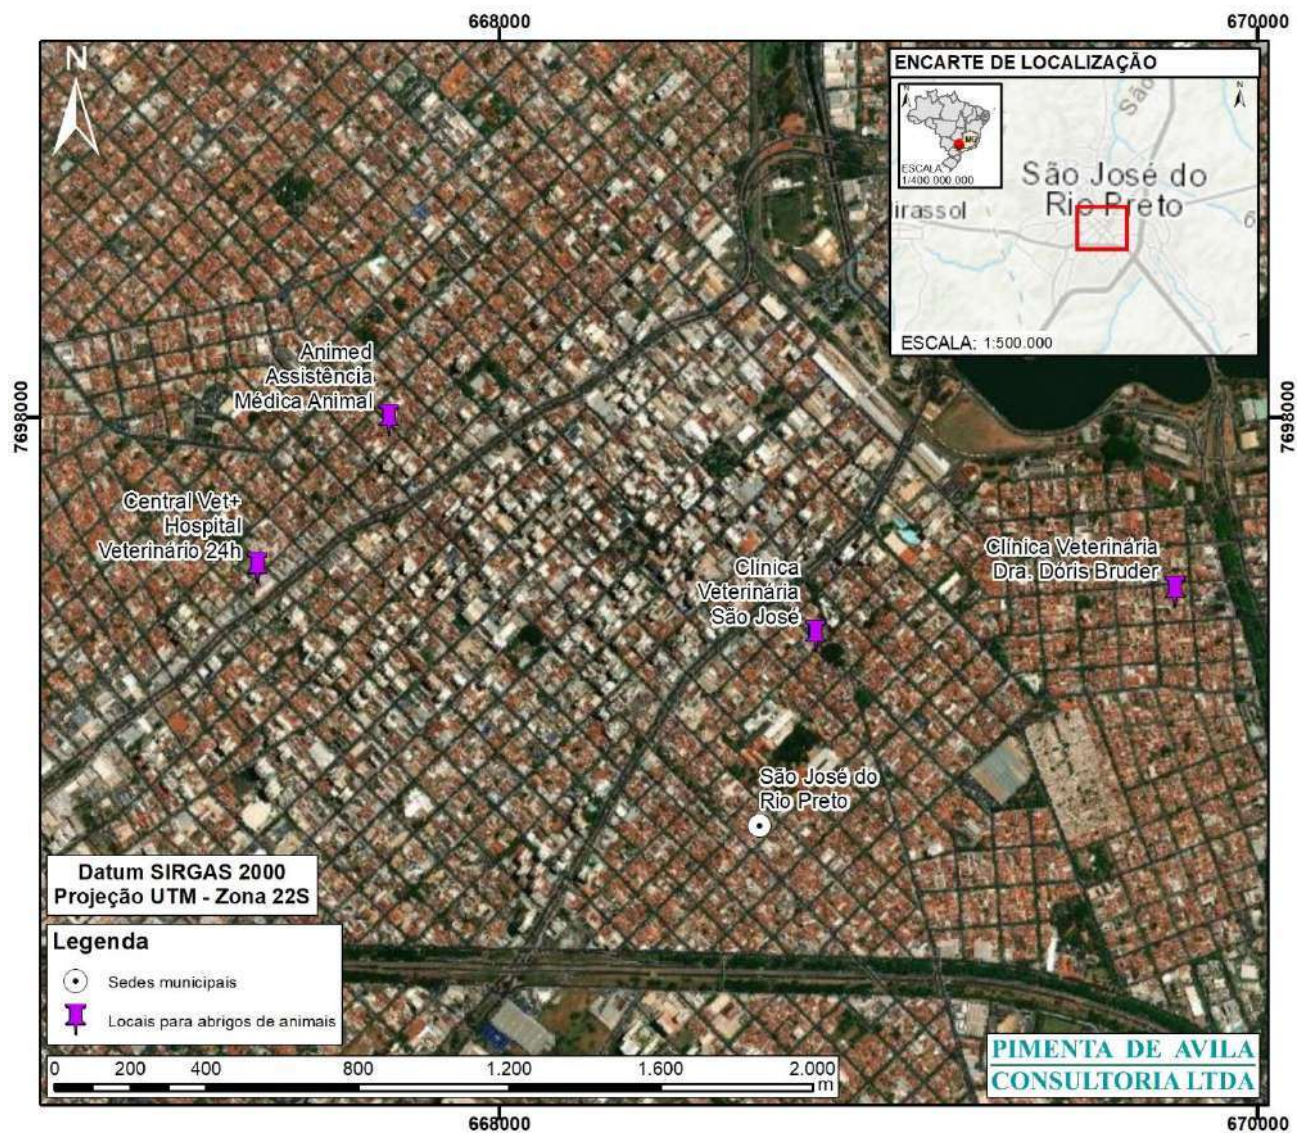 668000
670000
N
ENCARTE DE LOCALIZAÇÃO
N
N
MG
ESCALA:
1/400.000.000
São
São José do
Rio Preto
irassol
6
ESCALA: 1:500.000
7698000
7698000
Animed
Assistência
Médica Animal
Central Vet+
Hospital
Veterinário 24h
Clínica
Veterinária
São José
Clínica Veterinária
Dra. Dóris Bruder
São José do
Rio Preto
Datum SIRGAS 2000
Projeção UTM - Zona 22S
Legenda
Sedes municipais
Locais para abrigos de animais
0 200 400 800 1.200 1.600 2.000
m
PIMENTA DE AVILA
CONSULTORIA LTDA
668000
670000